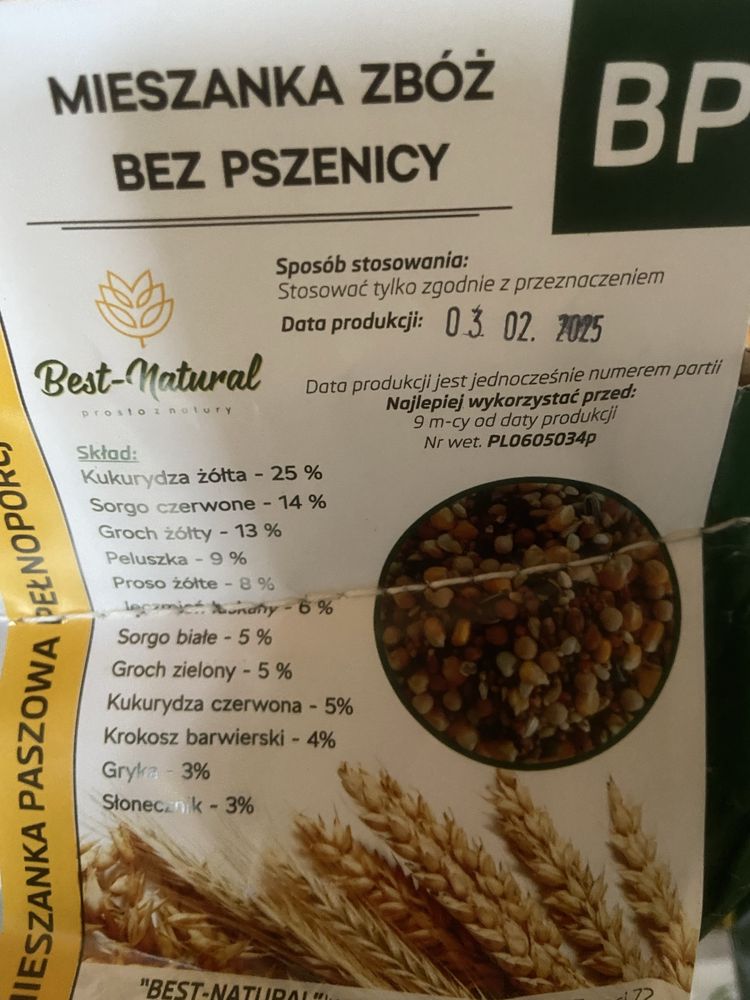 MIESZANKA ZBÓŻ
BEZ PSZENICY
BP
Sposób stosowania:
Stosować tylko zgodnie z przeznaczeniem
Data produkcji: 03 02. 2025
Best-Natural
prosto z natury
Data produkcji jest jednocześnie numerem partii
Najlepiej wykorzystać przed:
9 m-cy od daty produkcji
Nr wet. PL0605034p
Skład:
Kukurydza żółta - 25 %
Sorgo czerwone - 14 %
Groch żółty - 13 %
Peluszka - 9 %
Proso żółte - 8 %
Jęczmień łuskany - 6 %
Sorgo białe - 5 %
Groch zielony - 5 %
Kukurydza czerwona - 5%
Krokosz barwierski - 4%
Gryka - 3%
Słonecznik - 3%
MIESZANKA PASZOWA
"BEST-NATURAL"